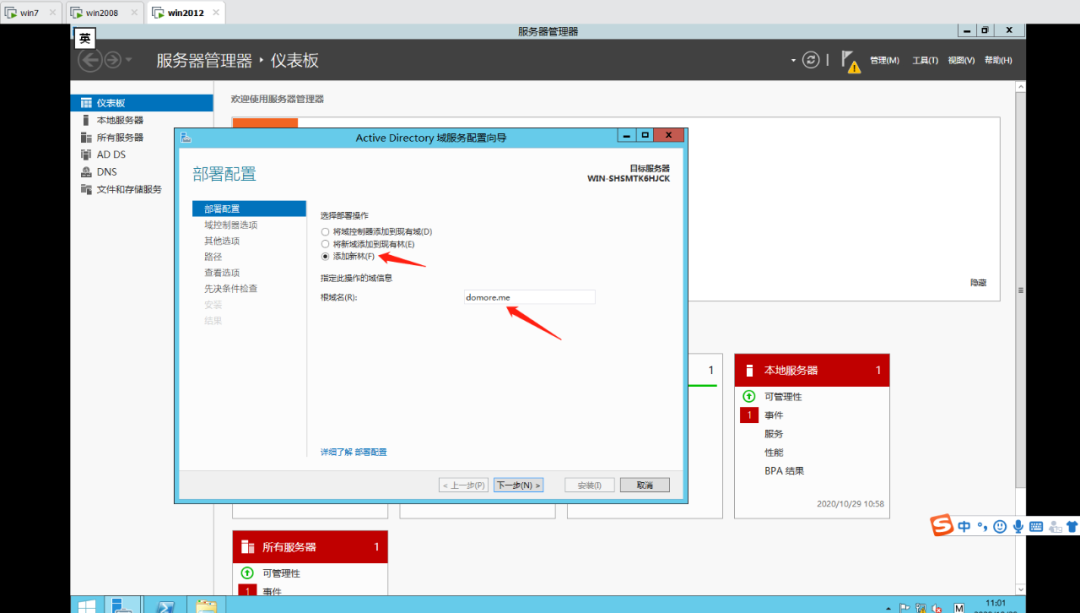 win7
win2008
win2012
英
服务器管理器
服务器管理器 · 仪表板
管理(M) 工具(T) 视图(V) 帮助(H)
仪表板
本地服务器
所有服务器
AD DS
DNS
文件和存储服务
欢迎使用服务器管理器
Active Directory 域服务配置向导
部署配置
目标服务器
WIN-SHSMTK6HJCK
部署配置
域控制器选项
其他选项
路径
查看选项
先决条件检查
安装
结果
选择部署操作
将域控制器添加到现有域(D)
将新域添加到现有林(E)
添加新林(F)
指定此操作的域信息
根域名(R):
domore.me
详细了解 部署配置
< 上一步(P)
下一步(N) >
安装(I)
取消
隐藏
1
本地服务器 1
可管理性
1 事件
服务
性能
BPA 结果
2020/10/29 10:58
所有服务器 1
可管理性
1 事件
中
M
11:01